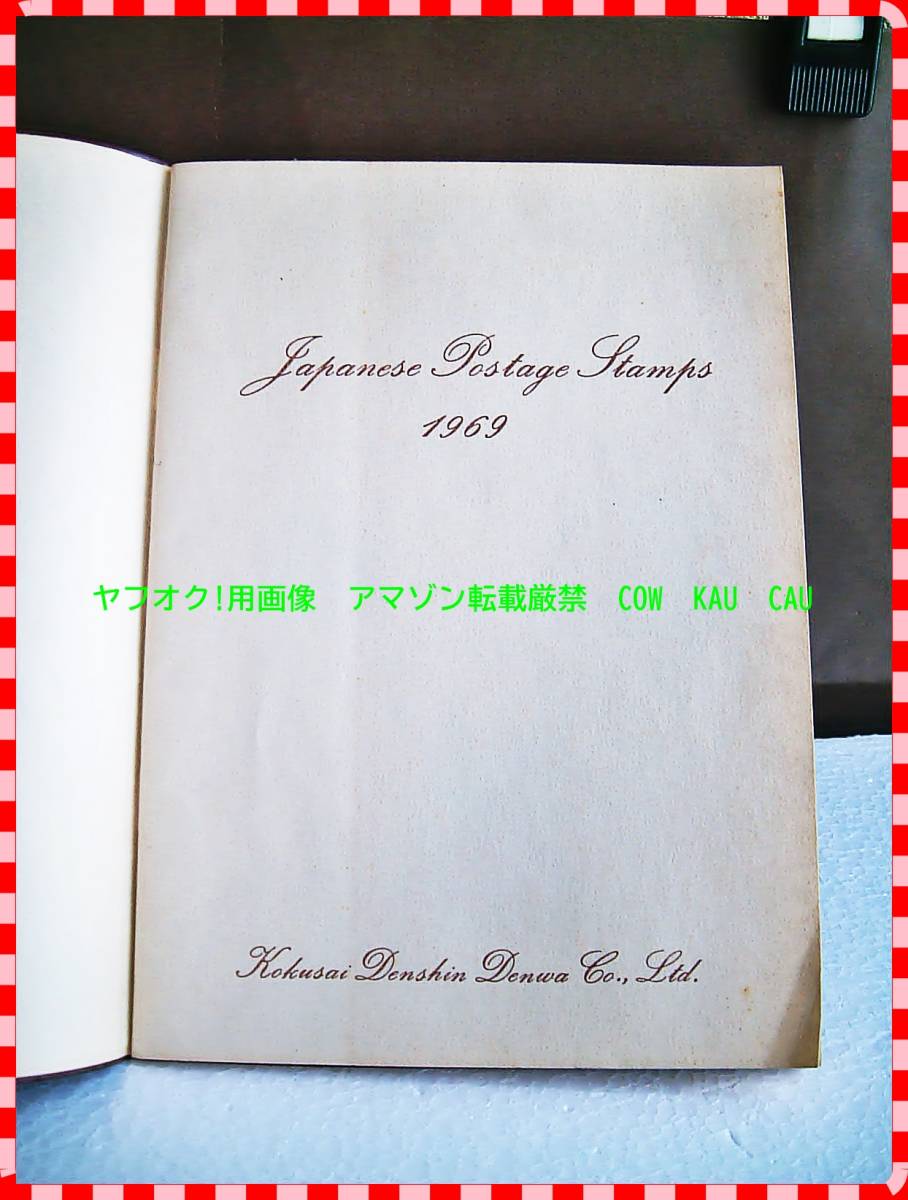 Japanese Postage Stamps
1969
ヤフオク!用画像　アマゾン転載厳禁　COW　KAU　CAU
Kokusai Denshin Denwa Co., Ltd.